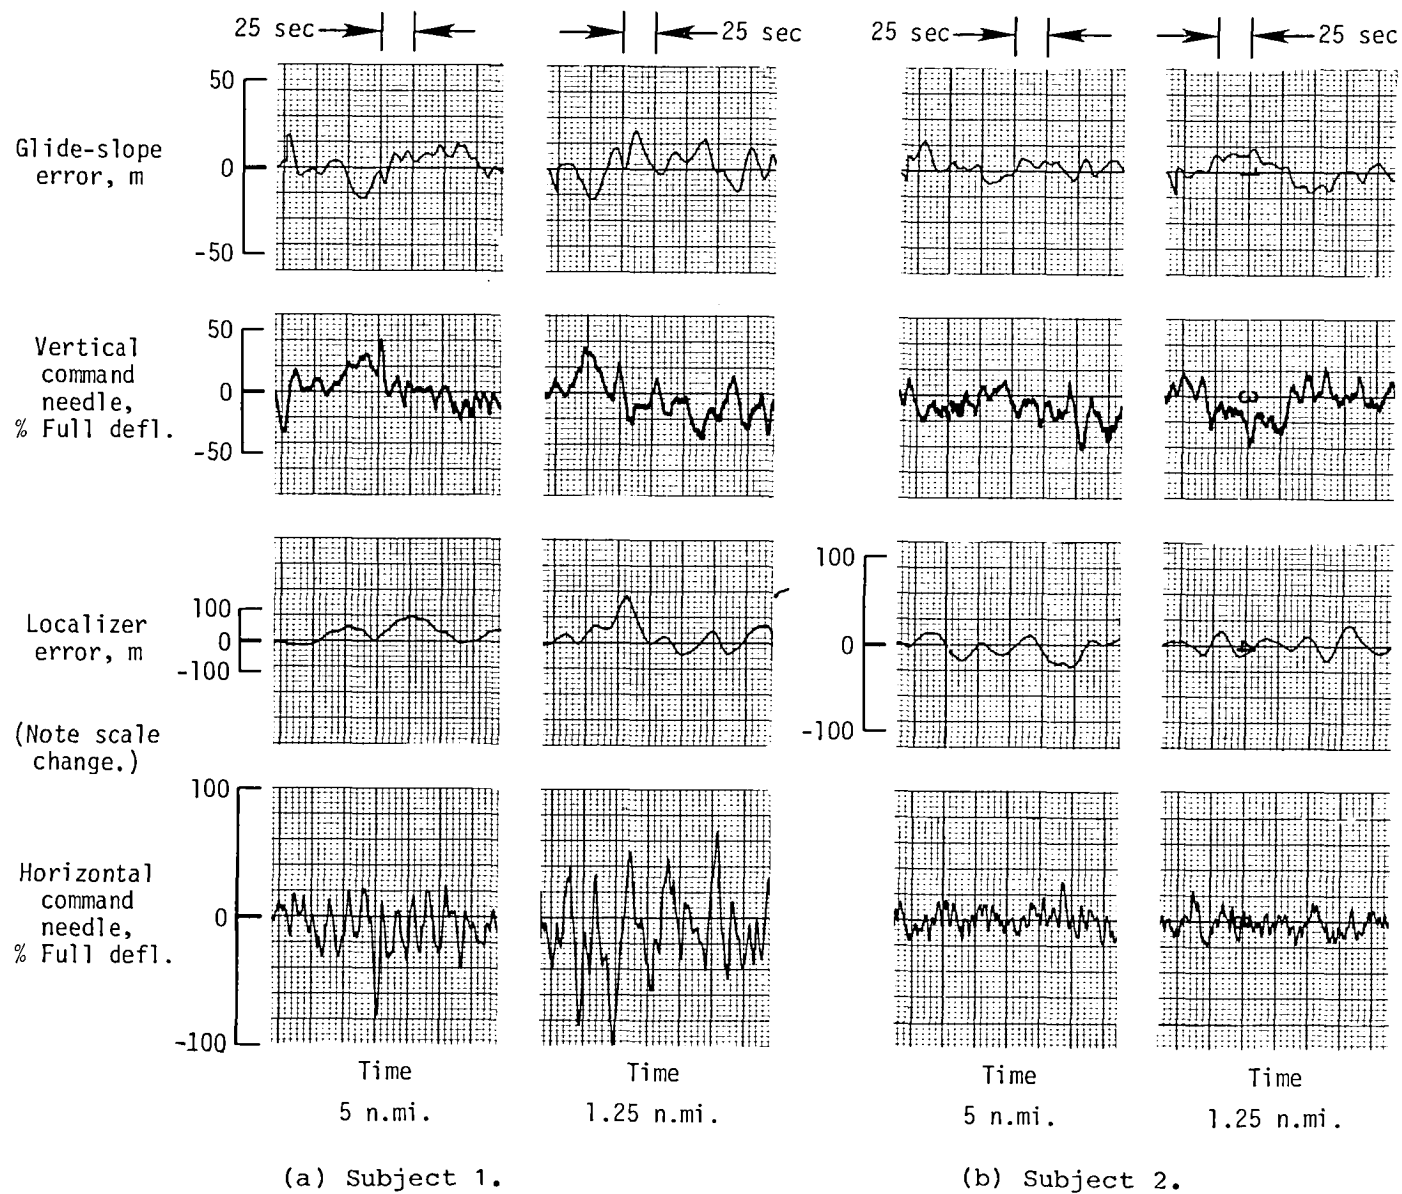 25 sec
25 sec
25 sec
25 sec
50
0
-50
Glide-slope
error, m
50
0
-50
Vertical
command
needle,
% Full defl.
100
0
-100
Localizer
error, m
100
0
-100
(Note scale
change.)
100
0
-100
Horizontal
command
needle,
% Full defl.
Time
Time
Time
Time
5 n.mi.
1.25 n.mi.
5 n.mi.
1.25 n.mi.
(a) Subject 1.
(b) Subject 2.